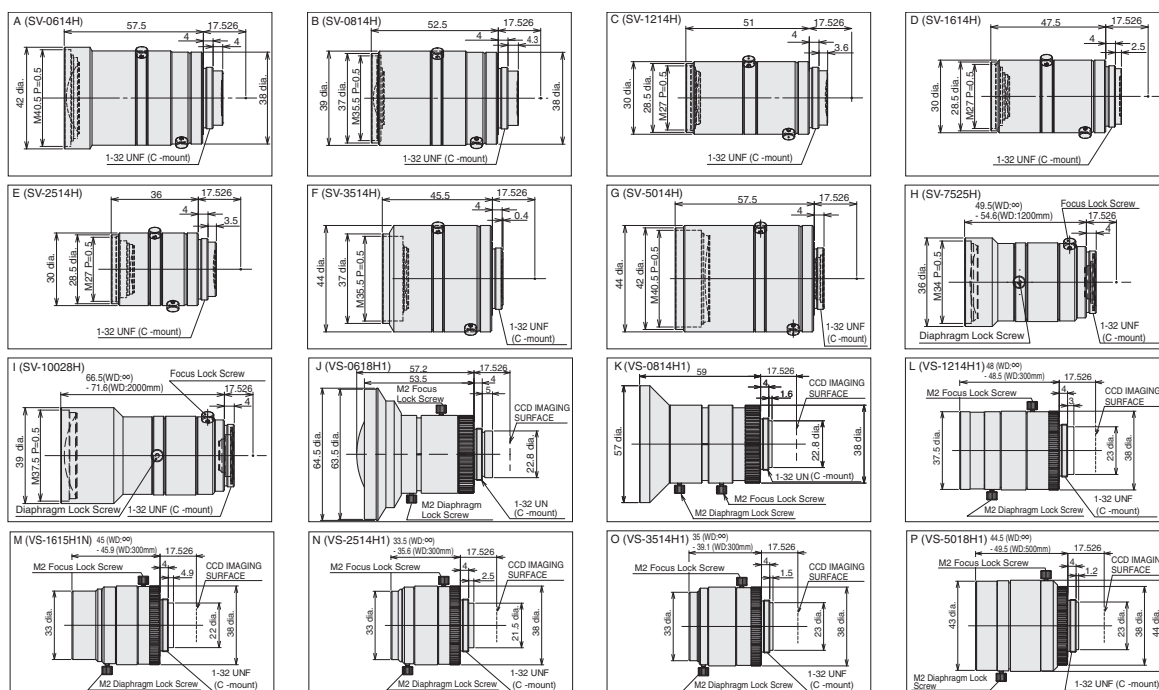 A (SV-0614H)
57.5
17.526
4
4
42 dia.
M40.5 P=0.5
38 dia.
1-32 UNF (C -mount)
B (SV-0814H)
52.5
17.526
4
4.3
39 dia.
37 dia.
M35.5 P=0.5
38 dia.
1-32 UNF (C -mount)
C (SV-1214H)
51
17.526
4
3.6
30 dia.
28.5 dia.
M27 P=0.5
1-32 UNF (C -mount)
D (SV-1614H)
47.5
17.526
4
2.5
30 dia.
28.5 dia.
M27 P=0.5
1-32 UNF (C -mount)
E (SV-2514H)
36
17.526
4
3.5
30 dia.
28.5 dia.
M27 P=0.5
1-32 UNF (C -mount)
F (SV-3514H)
45.5
17.526
4
0.4
44 dia.
37 dia.
M35.5 P=0.5
1-32 UNF
(C -mount)
G (SV-5014H)
57.5
17.526
4
44 dia.
42 dia.
M40.5 P=0.5
1-32 UNF
(C -mount)
H (SV-7525H)
49.5(WD:∞)
- 54.6(WD:1200mm)
Focus Lock Screw
17.526
4
36 dia.
M34 P=0.5
Diaphragm Lock Screw
1-32 UNF
(C -mount)
I (SV-10028H)
66.5(WD:∞)
- 71.6(WD:2000mm)
Focus Lock Screw
17.526
4
39 dia.
M37.5 P=0.5
Diaphragm Lock Screw
1-32 UNF (C -mount)
J (VS-0618H1)
57.2
17.526
53.5
4
5
M2 Focus
Lock Screw
CCD IMAGING
SURFACE
64.5 dia.
63.5 dia.
22.8 dia.
M2 Diaphragm
Lock Screw
1-32 UN
(C -mount)
K (VS-0814H1)
59
17.526
4
1.6
CCD IMAGING
SURFACE
57 dia.
22.8 dia.
38 dia.
1-32 UN(C -mount)
M2 Focus Lock Screw
M2 Diaphragm Lock Screw
L (VS-1214H1)
48 (WD:∞)
- 48.5 (WD:300mm)
17.526
M2 Focus Lock Screw
4
3
CCD IMAGING
SURFACE
37.5 dia.
23 dia.
38 dia.
1-32 UNF
(C -mount)
M2 Diaphragm Lock Screw
M (VS-1615H1N)
45 (WD:∞)
- 45.9 (WD:300mm)
17.526
M2 Focus Lock Screw
4
4.9
CCD IMAGING
SURFACE
33 dia.
22 dia.
38 dia.
M2 Diaphragm Lock Screw
1-32 UNF
(C -mount)
N (VS-2514H1)
33.5 (WD:∞)
- 35.6 (WD:300mm)
17.526
M2 Focus Lock Screw
4
2.5
CCD IMAGING
SURFACE
33 dia.
21.5 dia.
38 dia.
M2 Diaphragm Lock Screw
1-32 UNF
(C -mount)
O (VS-3514H1)
35 (WD:∞)
- 39.1 (WD:300mm)
17.526
M2 Focus Lock Screw
4
1.5
CCD IMAGING
SURFACE
33 dia.
23 dia.
38 dia.
M2 Diaphragm Lock Screw
1-32 UNF
(C -mount)
P (VS-5018H1)
44.5 (WD:∞)
- 49.5 (WD:500mm)
17.526
M2 Focus Lock Screw
4
1.2
CCD IMAGING
SURFACE
43 dia.
23 dia.
38 dia.
44 dia.
M2 Diaphragm Lock
Screw
1-32 UNF (C -mount)